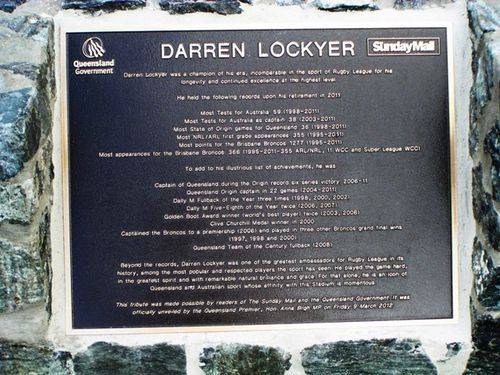 Queensland
Government
DARREN LOCKYER
Sunday Mail
Darren Lockyer was a champion of his era, incomparable in the sport of Rugby League for his
longevity and continued excellence at the highest level.
He held the following records upon his retirement in 2011
Most Tests for Australia 59 (1998-2011)
Most Tests for Australia as captain 38 (2003-2011)
Most State of Origin games for Queensland 36 (1998-2011)
Most NRL/ARL first grade appearances 355 (1995-2011)
Most points for the Brisbane Broncos 1277 (1995-2011)
Most appearances for the Brisbane Broncos 366 (1995-2011-355 ARL/NRL, 11 WCC and Super League WCC)
To add to his illustrious list of achievements, he was
Captain of Queensland during the Origin record six series victory 2006-11
Queensland Origin captain in 22 games (2004-2011)
Dally M Fullback of the Year three times (1998, 2000, 2002)
Dally M Five-Eighth of the Year twice (2006, 2007)
Golden Boot Award winner (world's best player) twice (2003, 2006)
Clive Churchill Medal winner in 2000
Captained the Broncos to a premiership (2006) and played in three other Broncos grand final wins
(1997, 1998 and 2000)
Queensland Team of the Century fullback (2008)
Beyond the records, Darren Lockyer was one of the greatest ambassadors for Rugby League in its
history, among the most popular and respected players the sport has seen. He played the game hard,
in the greatest spirit and with remarkable natural brilliance and grace. For that alone, he is an icon of
Queensland and Australian sport whose affinity with this Stadium is momentous
This tribute was made possible by readers of The Sunday Mail and the Queensland Government. It was
officially unveiled by the Queensland Premier, Hon. Anna Bligh MP on Friday 9 March 2012